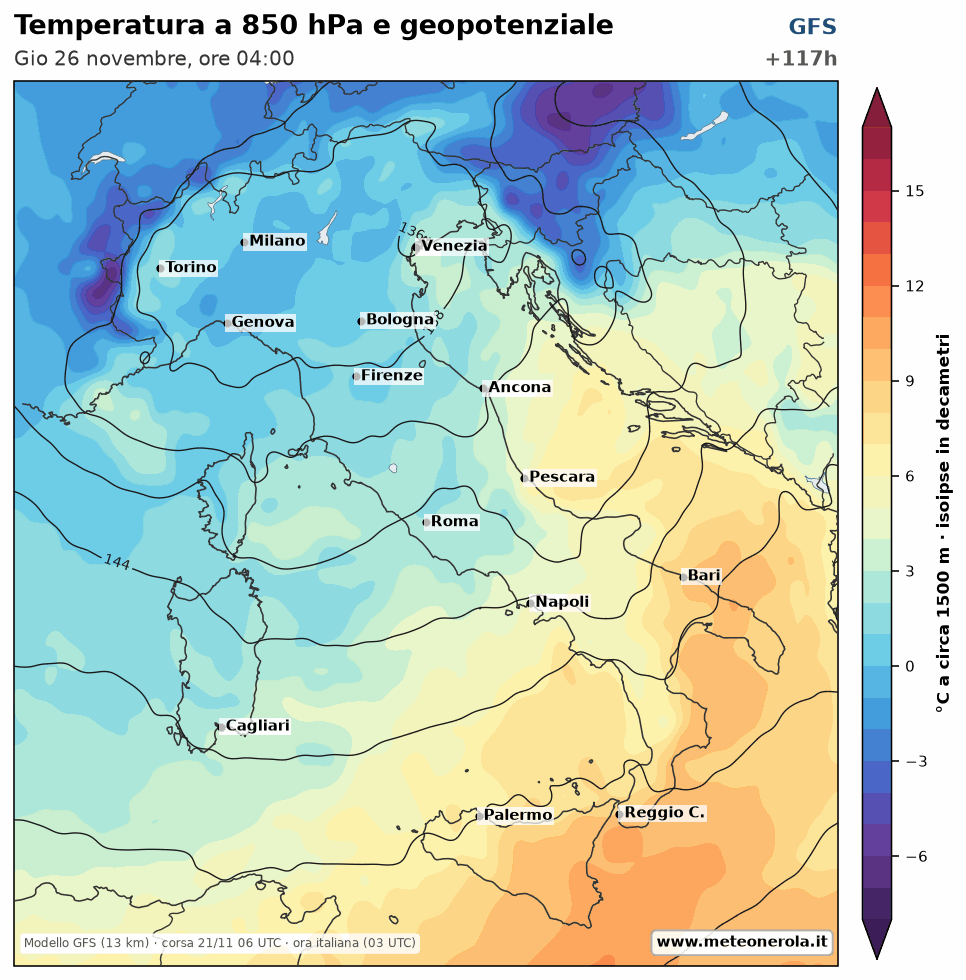 Temperatura a 850 hPa e geopotenziale
GFS
Gio 26 novembre, ore 04:00
+117h
136
Venezia
Milano
Torino
Genova
Bologna
Firenze
Ancona
Pescara
Roma
144
Bari
Napoli
Cagliari
Palermo
Reggio C.
15
12
9
6
3
0
−3
−6
°C a circa 1500 m · isoipse in decametri
Modello GFS (13 km) · corsa 21/11 06 UTC · ora italiana (03 UTC)
www.meteonerola.it